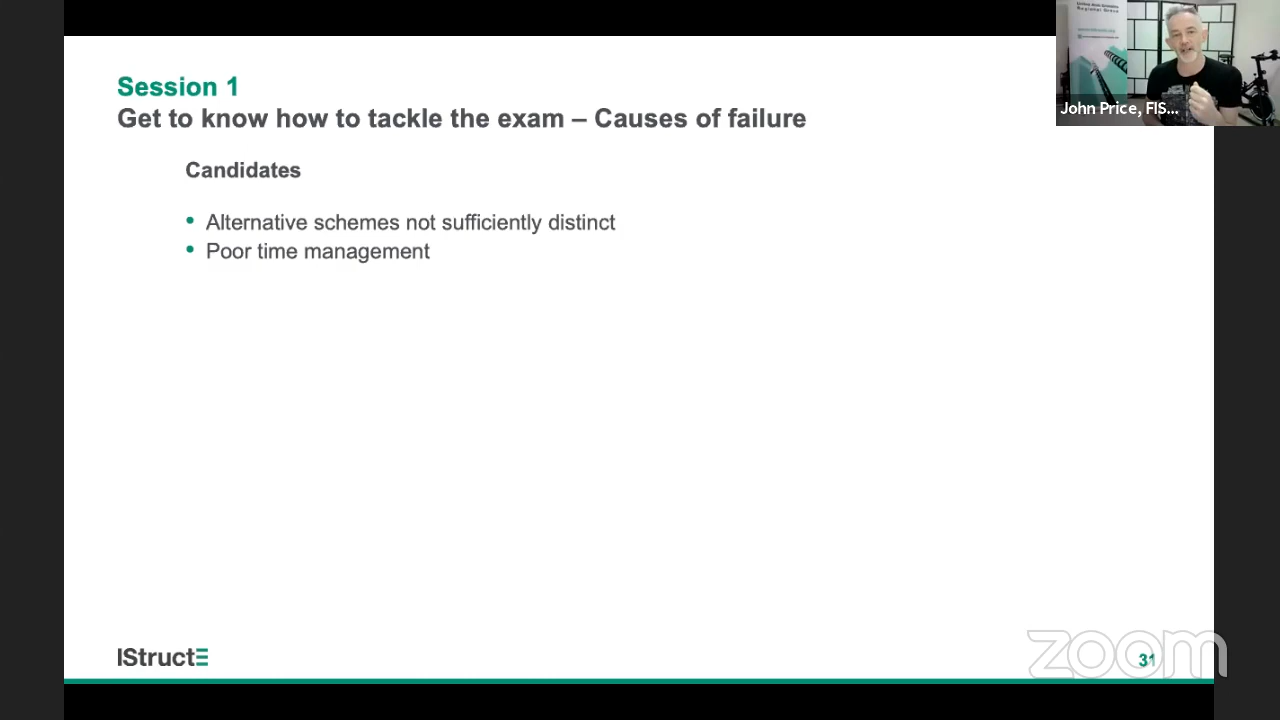 Session 1
Get to know how to tackle the exam – Causes of failure
Candidates
• Alternative schemes not sufficiently distinct
• Poor time management
John Price, FIS...
IStructE
zoom
31